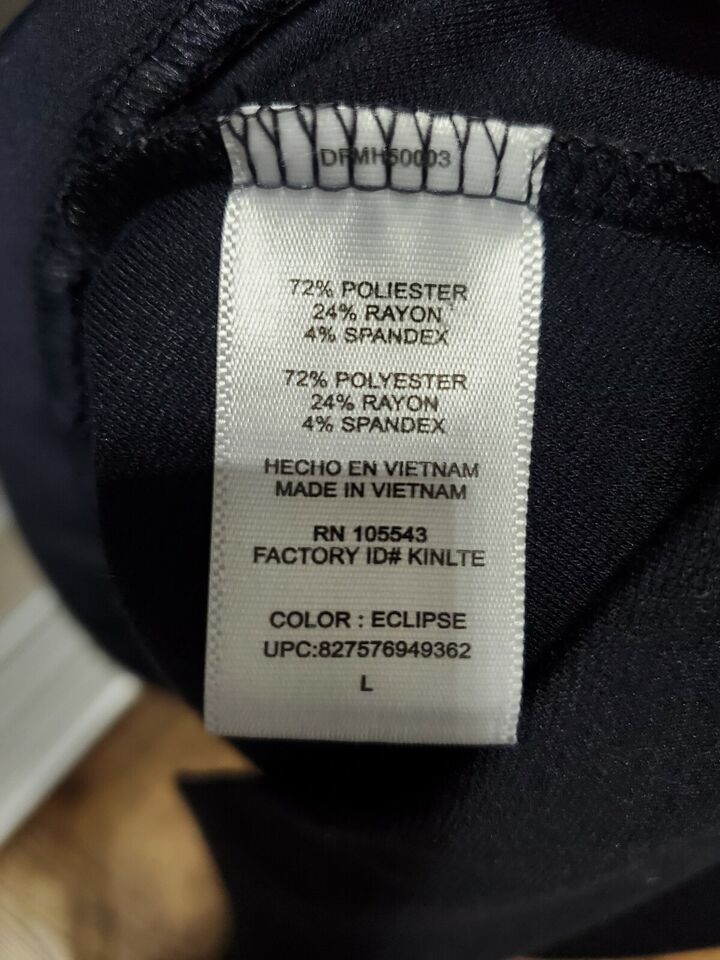 DFMH50003
72% POLIESTER
24% RAYON
4% SPANDEX
72% POLYESTER
24% RAYON
4% SPANDEX
HECHO EN VIETNAM
MADE IN VIETNAM
RN 105543
FACTORY ID# KINLTE
COLOR : ECLIPSE
UPC:827576949362
L